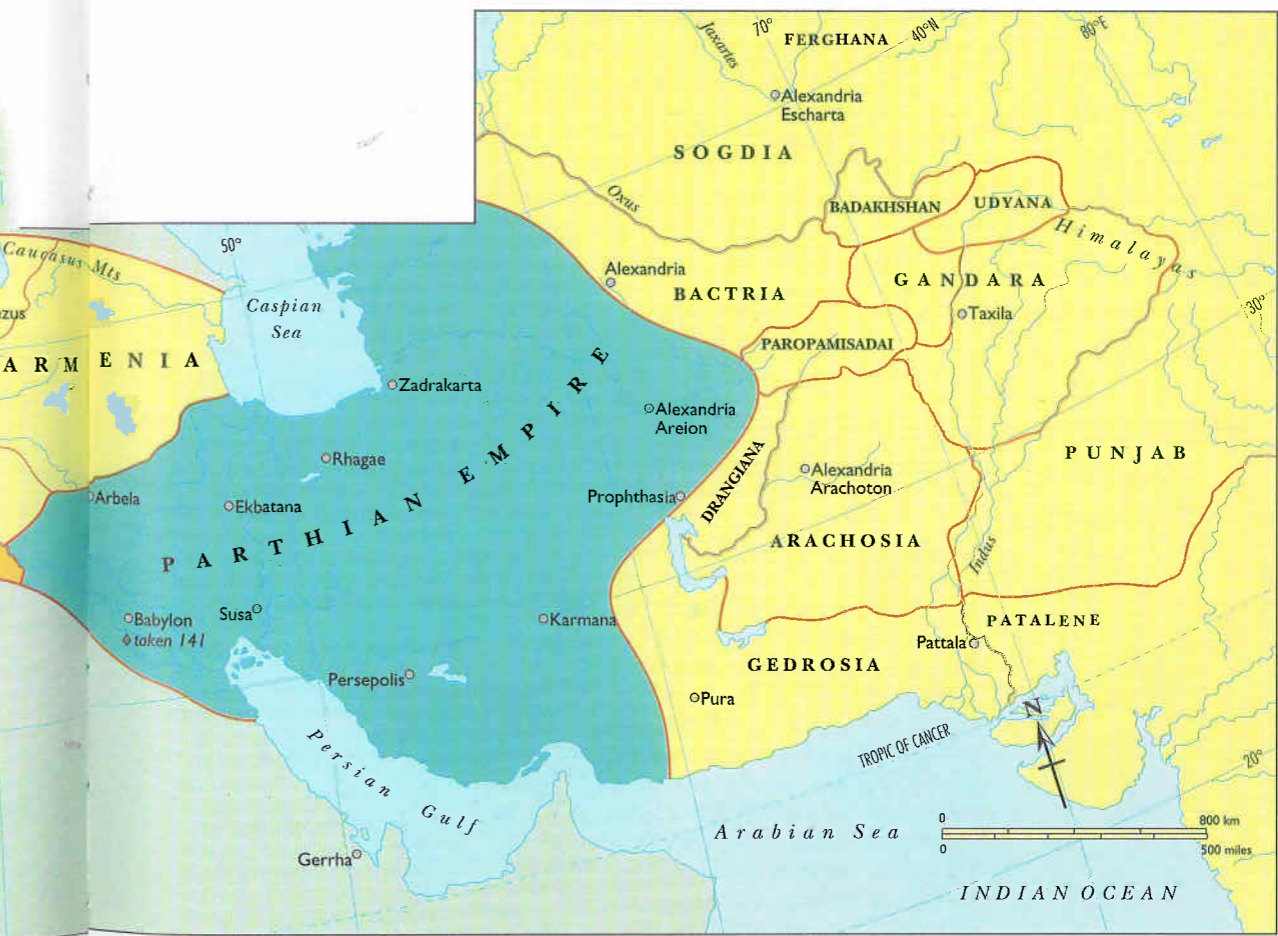 Jaxartes
70°
FERGHANA
40°N
80°E
Alexandria
Escharta
SOGDIA
Oxus
BADAKHSHAN
UDYANA
Himalayas
Caucasus Mts
50°
Caspian
Sea
Alexandria
BACTRIA
GANDARA
Taxila
30°
ezus
ARMENIA
PAROPAMISADAI
Zadrakarta
Alexandria
Areion
PARTHIAN EMPIRE
Rhagae
DRANGIANA
Alexandria
Arachoton
PUNJAB
Arbela
Ekbatana
Prophthasia
ARACHOSIA
Indus
Babylon
taken 141
Susa
Karmana
PATALENE
Pattala
GEDROSIA
Persepolis
Pura
N
TROPIC OF CANCER
20°
Persian Gulf
Arabian Sea
0
800 km
0
500 miles
Gerrha
INDIAN OCEAN